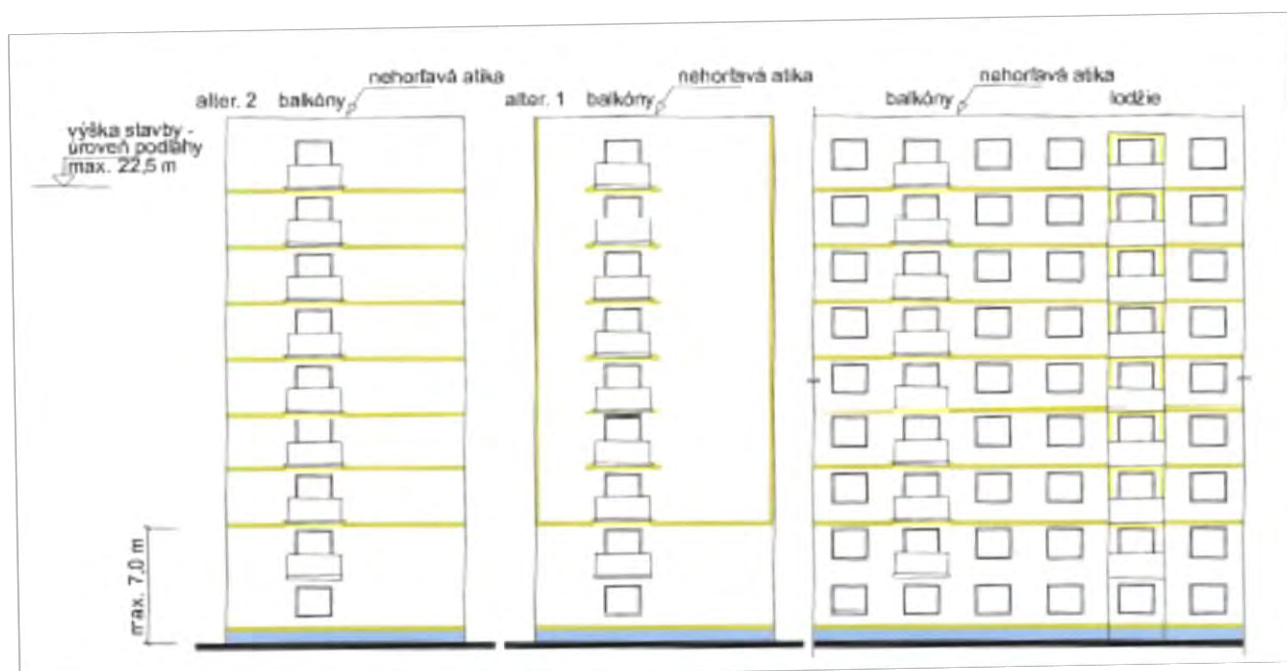 nehorľavá atika
alter. 2 balkóny
výška stavby -
úroveň podlahy
max. 22,5 m
max. 7,0 m
nehorľavá atika
alter. 1 balkóny
nehorľavá atika
balkóny lodžie